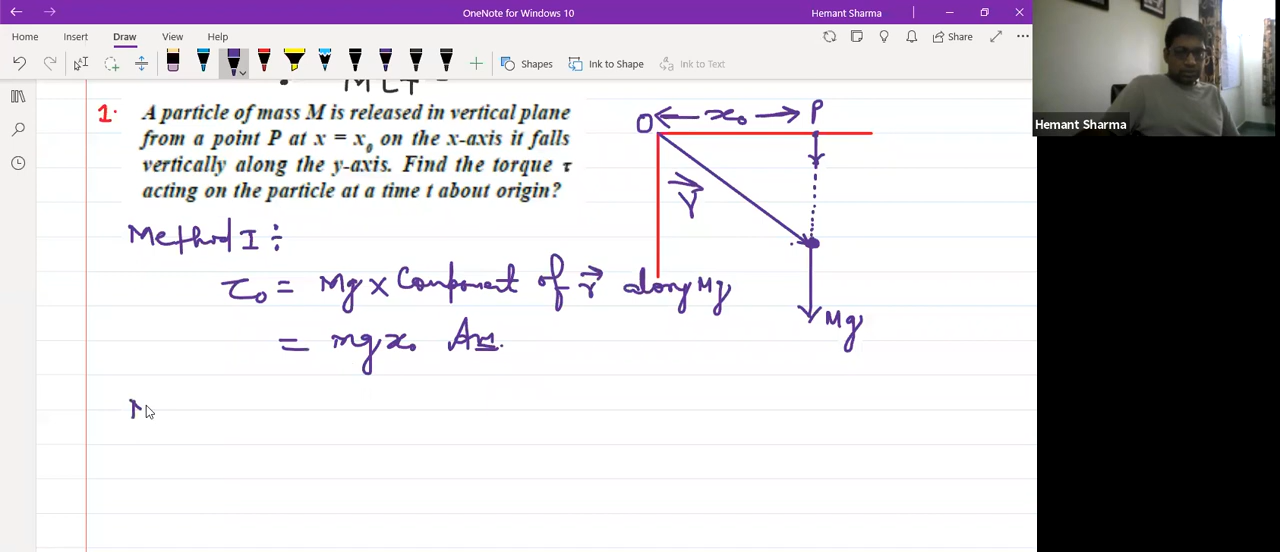 OneNote for Windows 10
Hemant Sharma
Home Insert Draw View Help
Share
Shapes Ink to Shape Ink to Text
MLT
1. A particle of mass M is released in vertical plane
from a point P at x = x₀ on the x-axis it falls
vertically along the y-axis. Find the torque τ
acting on the particle at a time t about origin?
O x₀ P
r
Method I ÷
τ₀ = Mg × Component of r⃗ along Mg
Mg
= mgx₀ Ans.
M
Hemant Sharma